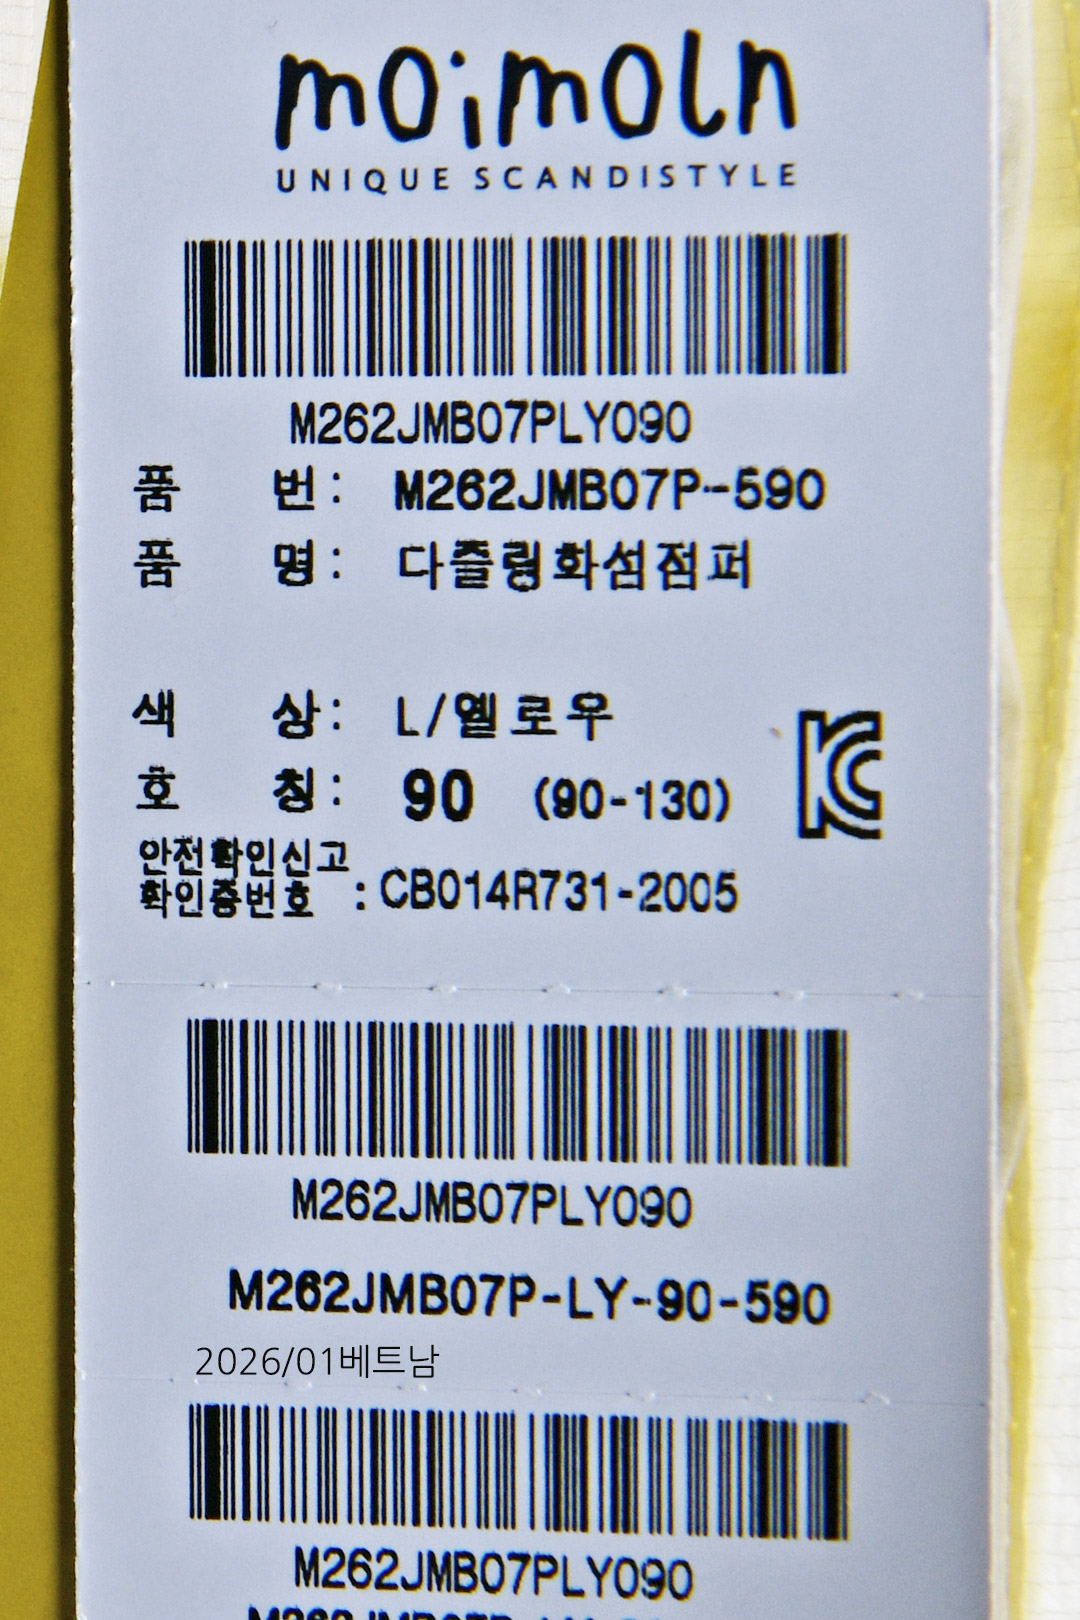 moimoln
UNIQUE SCANDISTYLE
M262JMB07PLY090
품 번: M262JMB07P-590
품 명: 다즐링화섬점퍼
색 상: L/옐로우
호 칭: 90 (90-130)
안전확인신고
확인증번호 : CB014R731-2005
M262JMB07PLY090
M262JMB07P-LY-90-590
2026/01베트남
M262JMB07PLY090